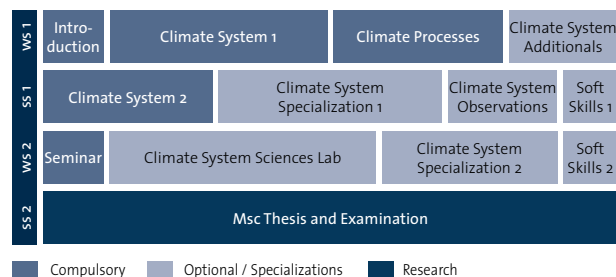 WS 1
Intro-
duction
Climate System 1
Climate Processes
Climate System
Additionals
SS 1
Climate System 2
Climate System
Specialization 1
Climate System
Observations
Soft
Skills 1
WS 2
Seminar
Climate System Sciences Lab
Climate System
Specialization 2
Soft
Skills 2
SS 2
Msc Thesis and Examination
Compulsory
Optional / Specializations
Research